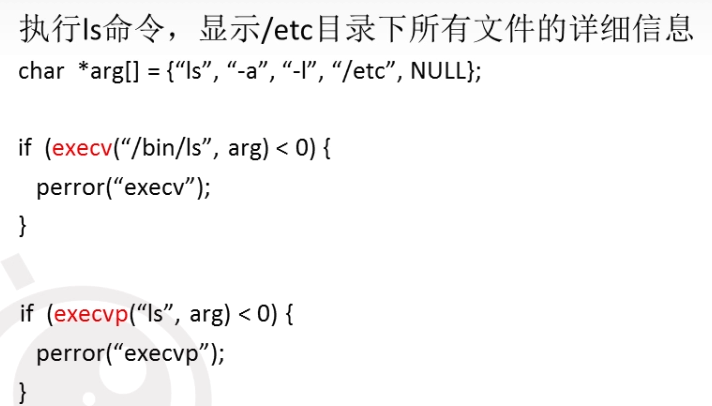 执行ls命令，显示/etc目录下所有文件的详细信息
char *arg[] = {“ls”, “-a”, “-l”, “/etc”, NULL};
if (execv(“/bin/ls”, arg) < 0) {
perror(“execv”);
}
if (execvp(“ls”, arg) < 0) {
perror(“execvp”);
}